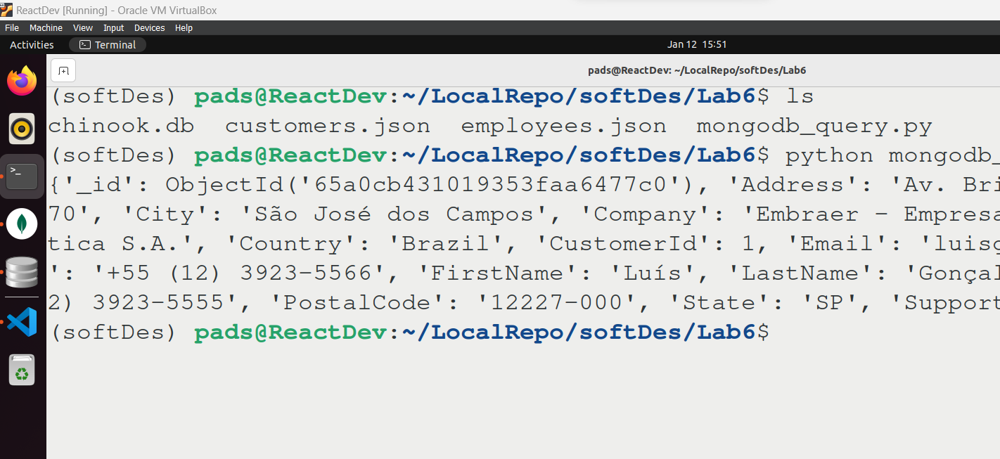 ReactDev [Running] - Oracle VM VirtualBox
File Machine View Input Devices Help
Activities Terminal Jan 12 15:51
pads@ReactDev: ~/LocalRepo/softDes/Lab6
(softDes) pads@ReactDev:~/LocalRepo/softDes/Lab6$ ls
chinook.db customers.json employees.json mongodb_query.py
(softDes) pads@ReactDev:~/LocalRepo/softDes/Lab6$ python mongodb_
{'_id': ObjectId('65a0cb431019353faa6477c0'), 'Address': 'Av. Bri
70', 'City': 'São José dos Campos', 'Company': 'Embraer - Empresa
tica S.A.', 'Country': 'Brazil', 'CustomerId': 1, 'Email': 'luisg
': '+55 (12) 3923-5566', 'FirstName': 'Luís', 'LastName': 'Gonçal
2) 3923-5555', 'PostalCode': '12227-000', 'State': 'SP', 'Support
(softDes) pads@ReactDev:~/LocalRepo/softDes/Lab6$